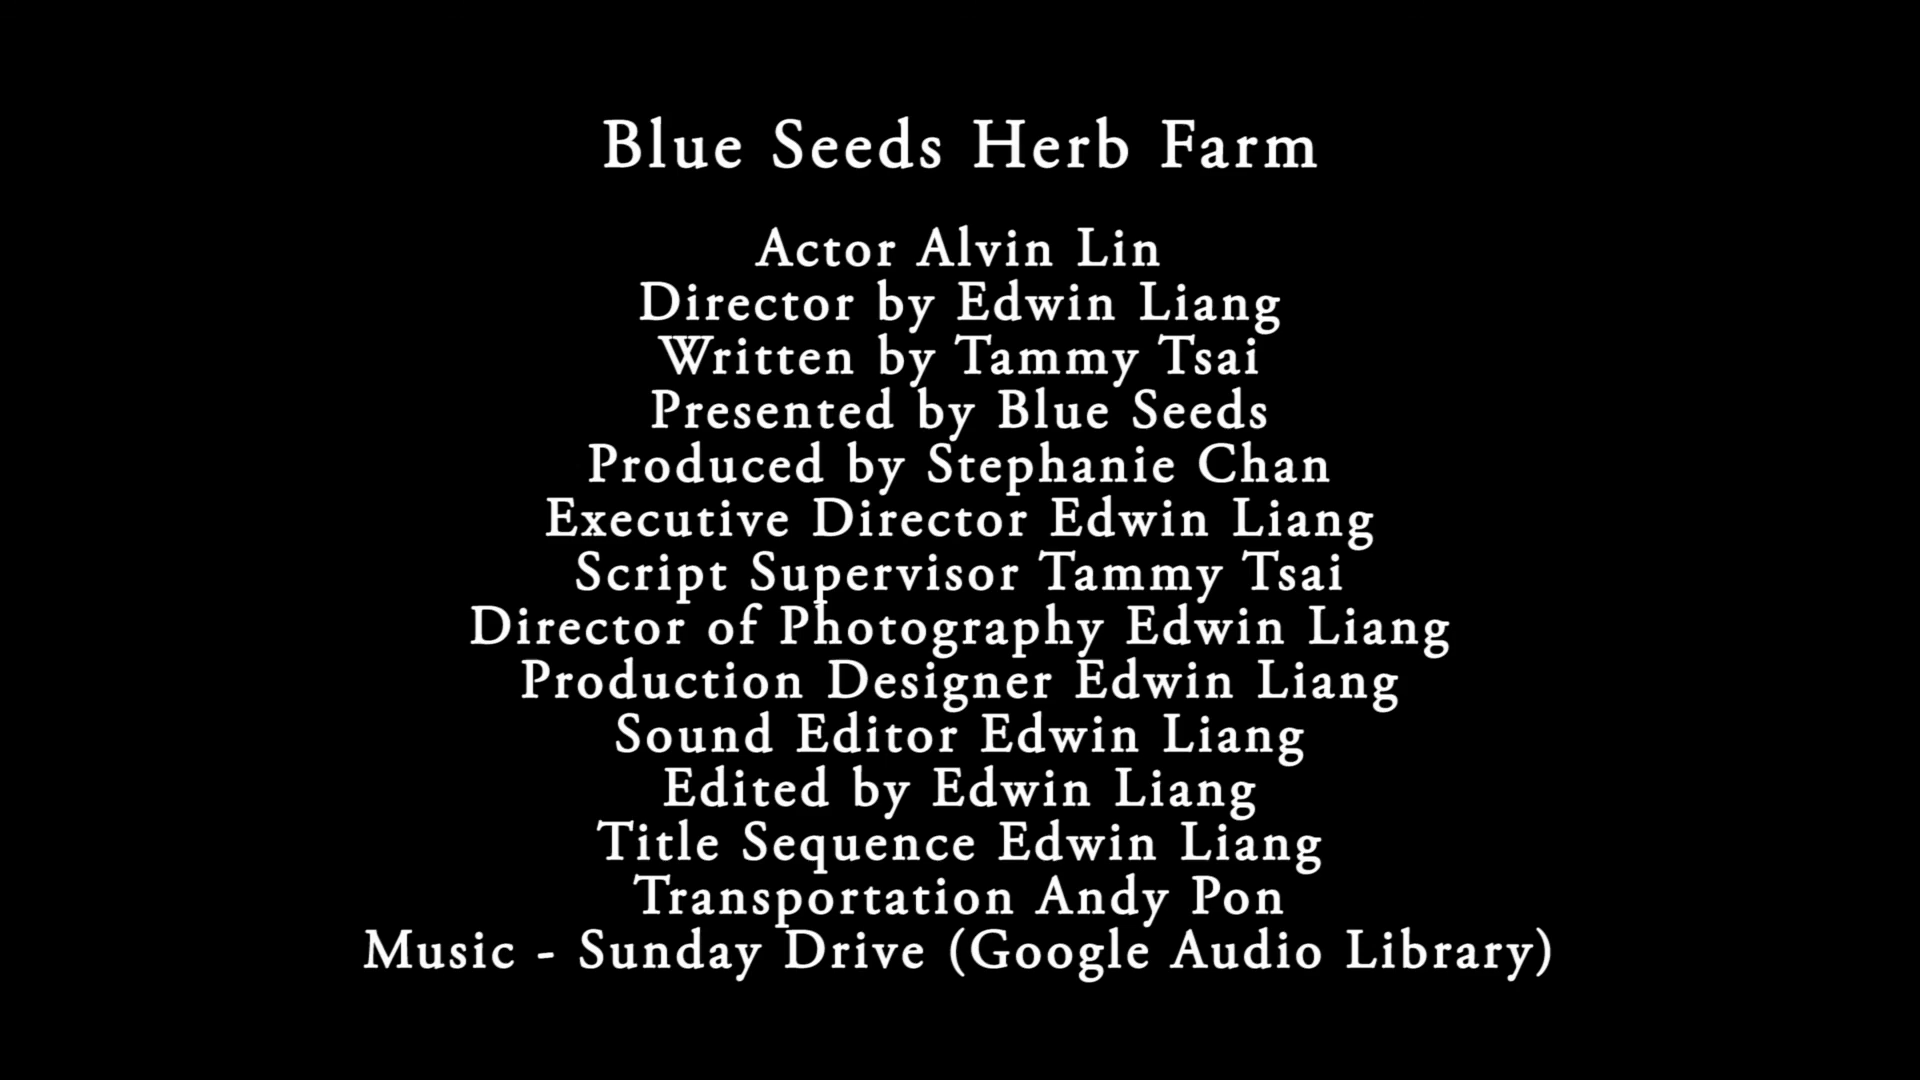 Blue Seeds Herb Farm
Actor Alvin Lin
Director by Edwin Liang
Written by Tammy Tsai
Presented by Blue Seeds
Produced by Stephanie Chan
Executive Director Edwin Liang
Script Supervisor Tammy Tsai
Director of Photography Edwin Liang
Production Designer Edwin Liang
Sound Editor Edwin Liang
Edited by Edwin Liang
Title Sequence Edwin Liang
Transportation Andy Pon
Music - Sunday Drive (Google Audio Library)